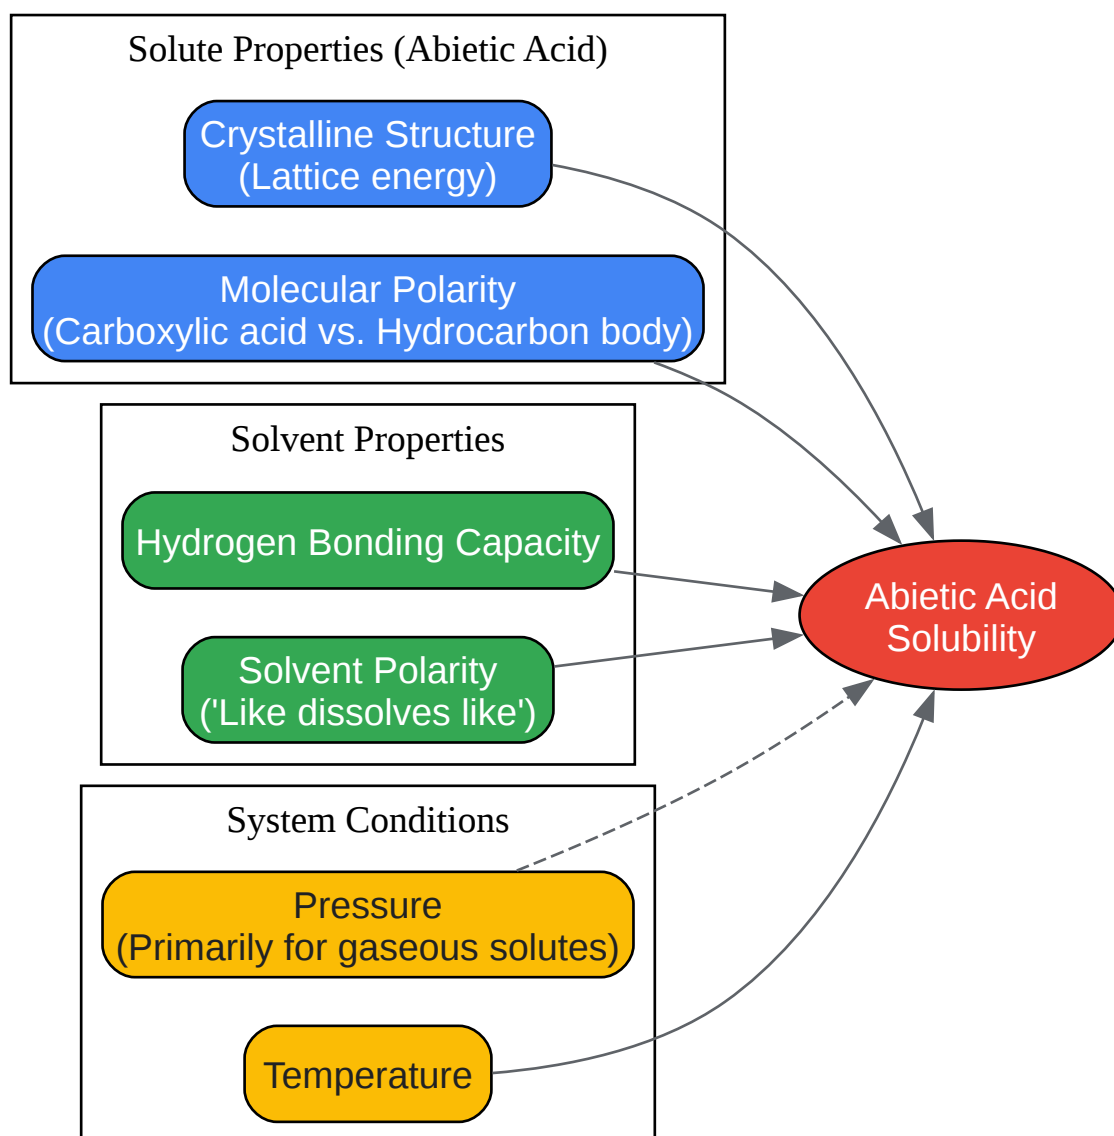 Solute Properties (Abietic Acid)
Crystalline Structure
(Lattice energy)
Molecular Polarity
(Carboxylic acid vs. Hydrocarbon body)
Solvent Properties
Hydrogen Bonding Capacity
Solvent Polarity
('Like dissolves like')
System Conditions
Pressure
(Primarily for gaseous solutes)
Temperature
Abietic Acid
Solubility